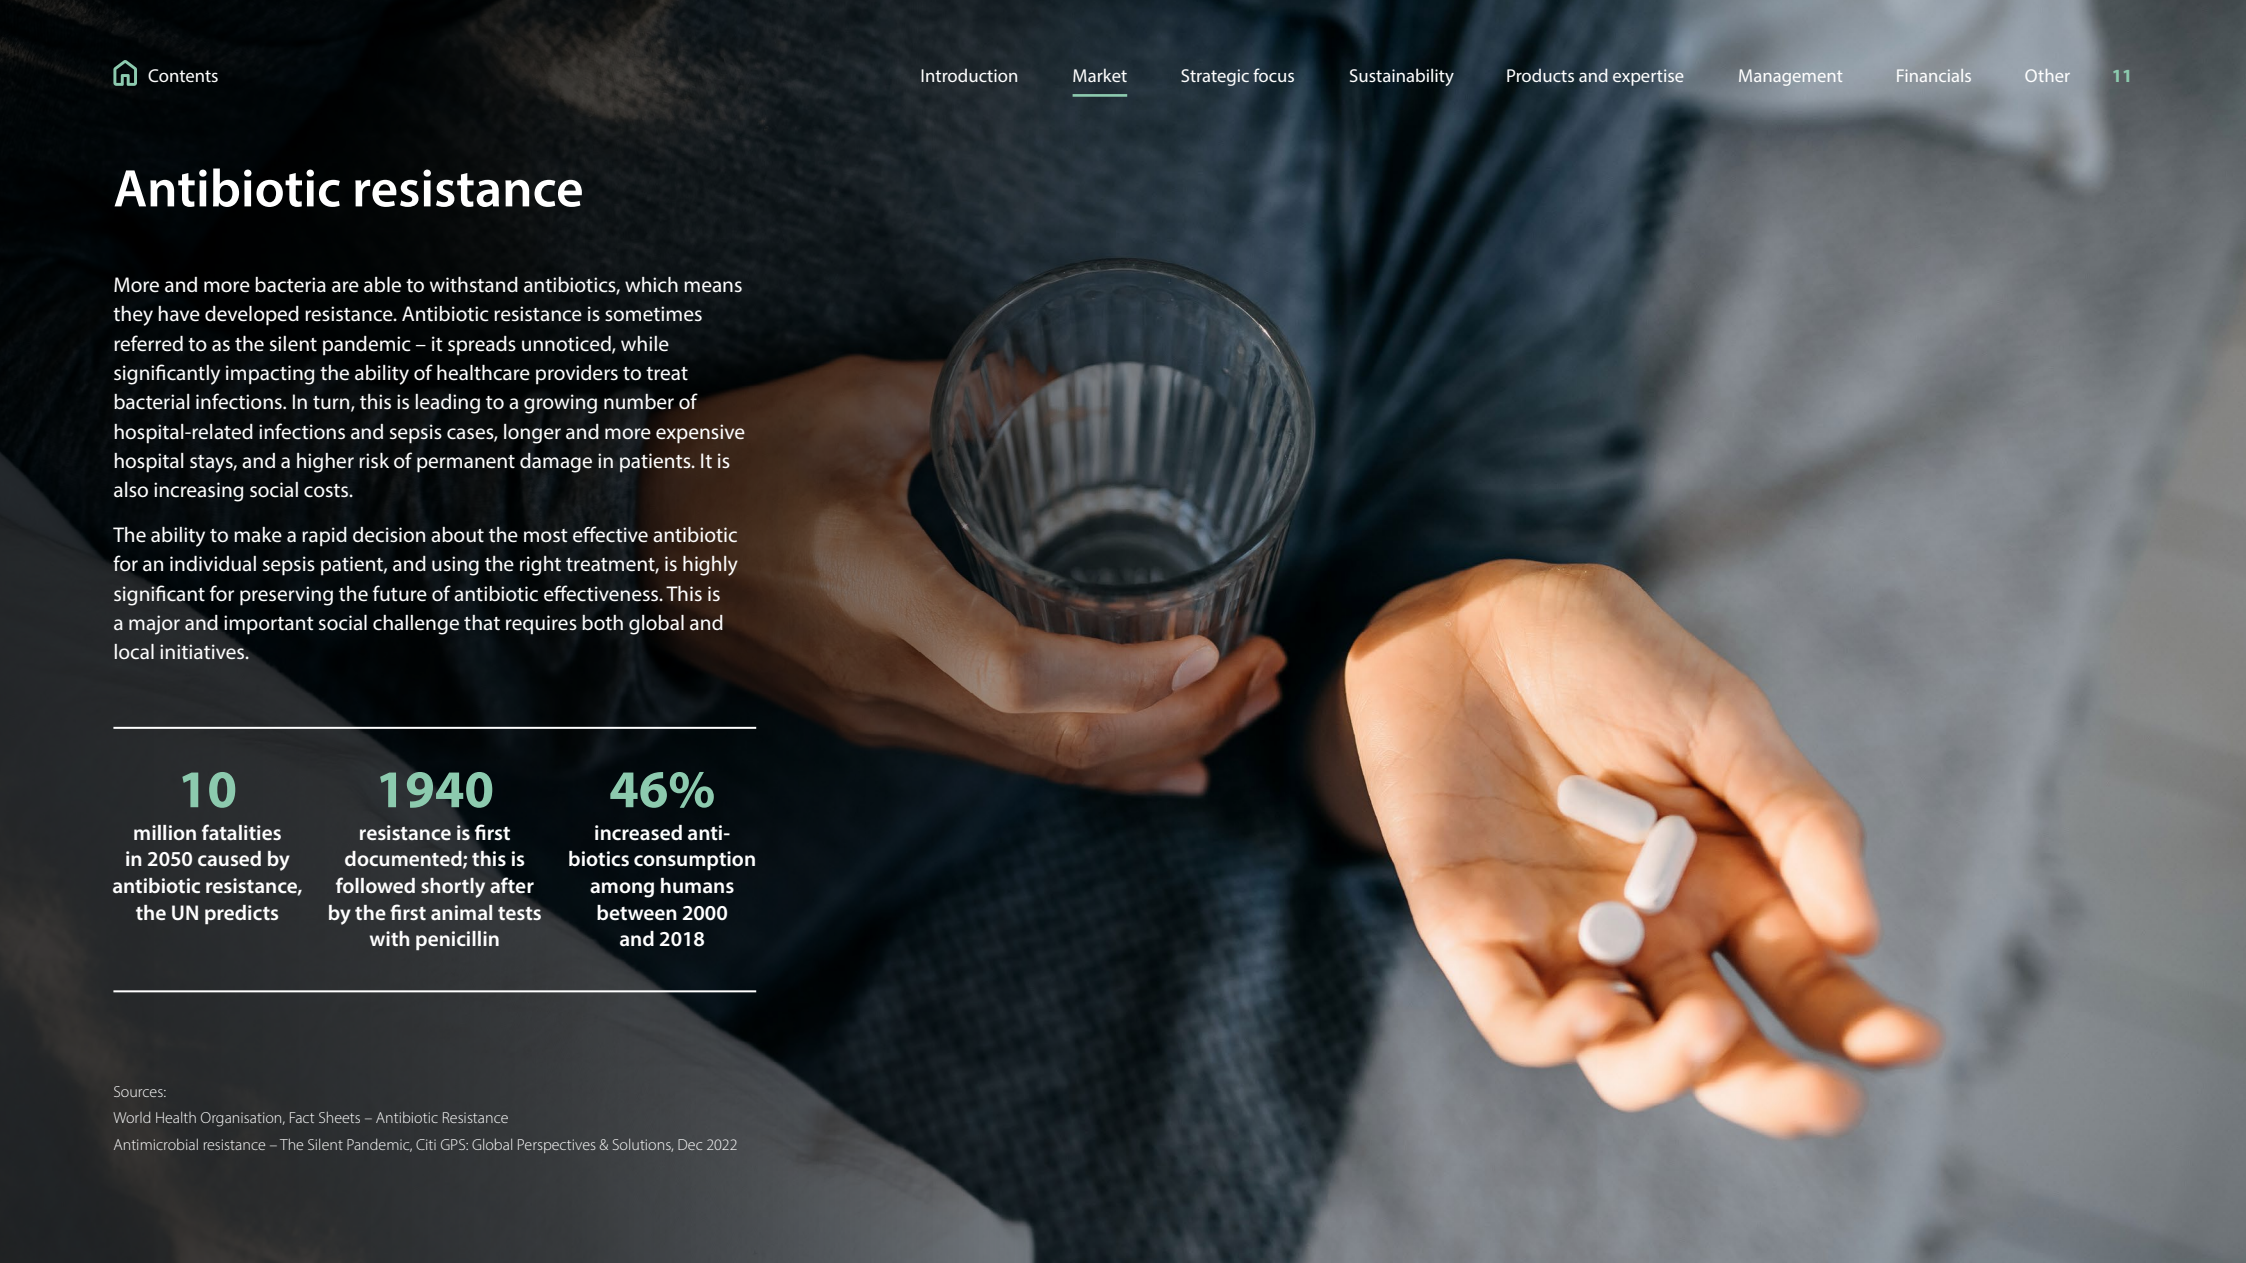 Contents
Introduction Market Strategic focus Sustainability Products and expertise Management Financials Other 11
Antibiotic resistance
More and more bacteria are able to withstand antibiotics, which means
they have developed resistance. Antibiotic resistance is sometimes
referred to as the silent pandemic – it spreads unnoticed, while
significantly impacting the ability of healthcare providers to treat
bacterial infections. In turn, this is leading to a growing number of
hospital-related infections and sepsis cases, longer and more expensive
hospital stays, and a higher risk of permanent damage in patients. It is
also increasing social costs.
The ability to make a rapid decision about the most effective antibiotic
for an individual sepsis patient, and using the right treatment, is highly
significant for preserving the future of antibiotic effectiveness. This is
a major and important social challenge that requires both global and
local initiatives.
10
million fatalities
in 2050 caused by
antibiotic resistance,
the UN predicts
1940
resistance is first
documented; this is
followed shortly after
by the first animal tests
with penicillin
46%
increased anti-
biotics consumption
among humans
between 2000
and 2018
Sources:
World Health Organisation, Fact Sheets – Antibiotic Resistance
Antimicrobial resistance – The Silent Pandemic, Citi GPS: Global Perspectives & Solutions, Dec 2022